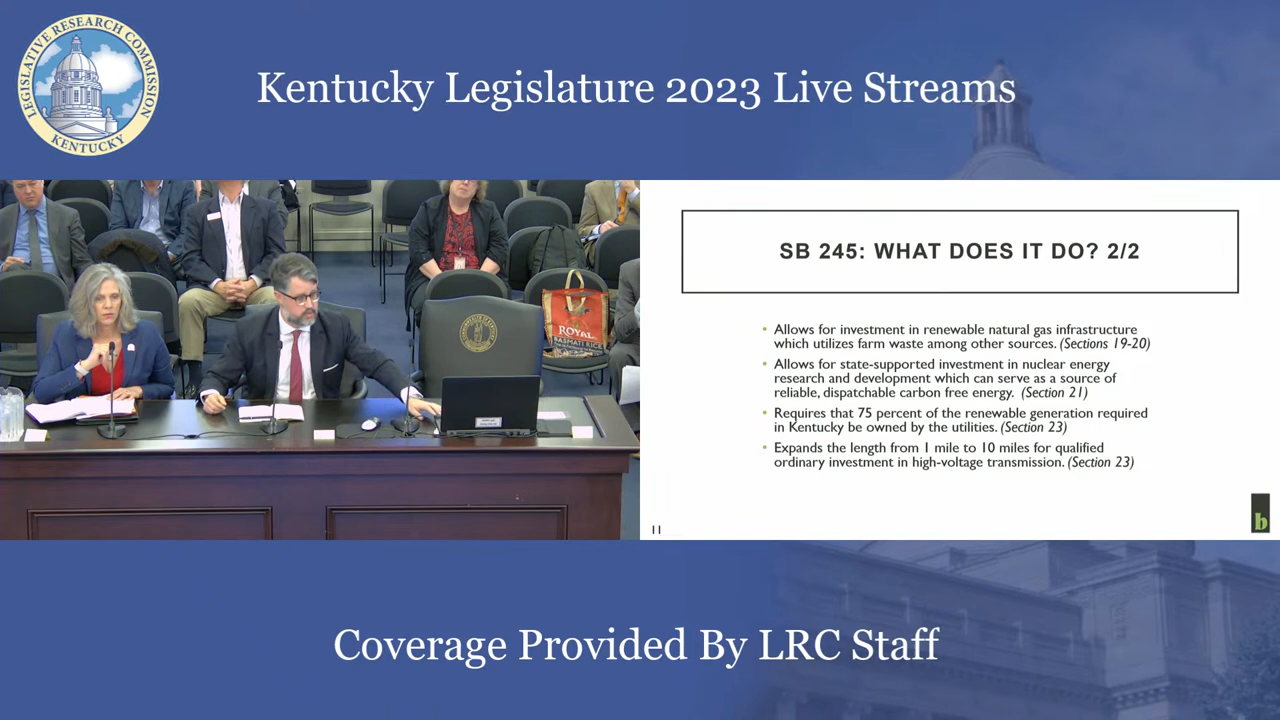 LEGISLATIVE RESEARCH COMMISSION
KENTUCKY
Kentucky Legislature 2023 Live Streams
ROYAL
BASMATI RICE
SB 245: WHAT DOES IT DO? 2/2
• Allows for investment in renewable natural gas infrastructure
which utilizes farm waste among other sources. (Sections 19-20)
• Allows for state-supported investment in nuclear energy
research and development which can serve as a source of
reliable, dispatchable carbon free energy. (Section 21)
• Requires that 75 percent of the renewable generation required
in Kentucky be owned by the utilities. (Section 23)
• Expands the length from 1 mile to 10 miles for qualified
ordinary investment in high-voltage transmission. (Section 23)
11
b
Coverage Provided By LRC Staff